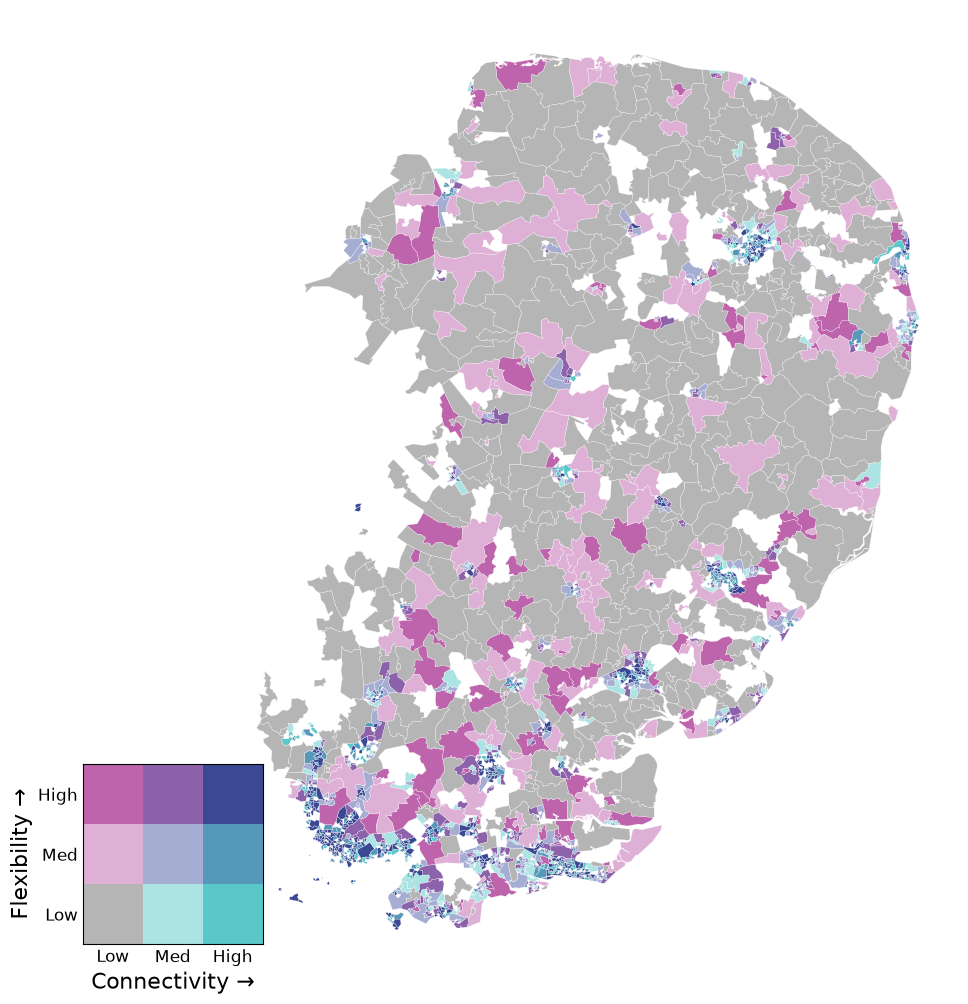 Flexibility →
High
Med
Low
Low Med High
Connectivity →